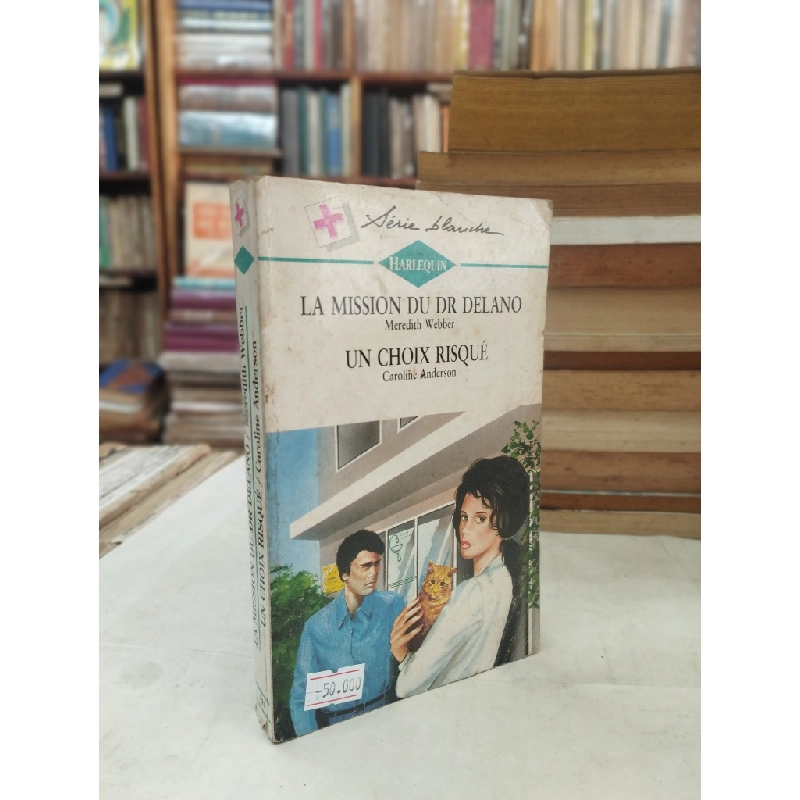 Série blanche
HARLEQUIN
LA MISSION DU DR DELANO
Meredith Webber
UN CHOIX RISQUÉ
Caroline Anderson
-50.000
LA MISSION DU DR DELANO / Meredith Webber
UN CHOIX RISQUÉ / Caroline Anderson